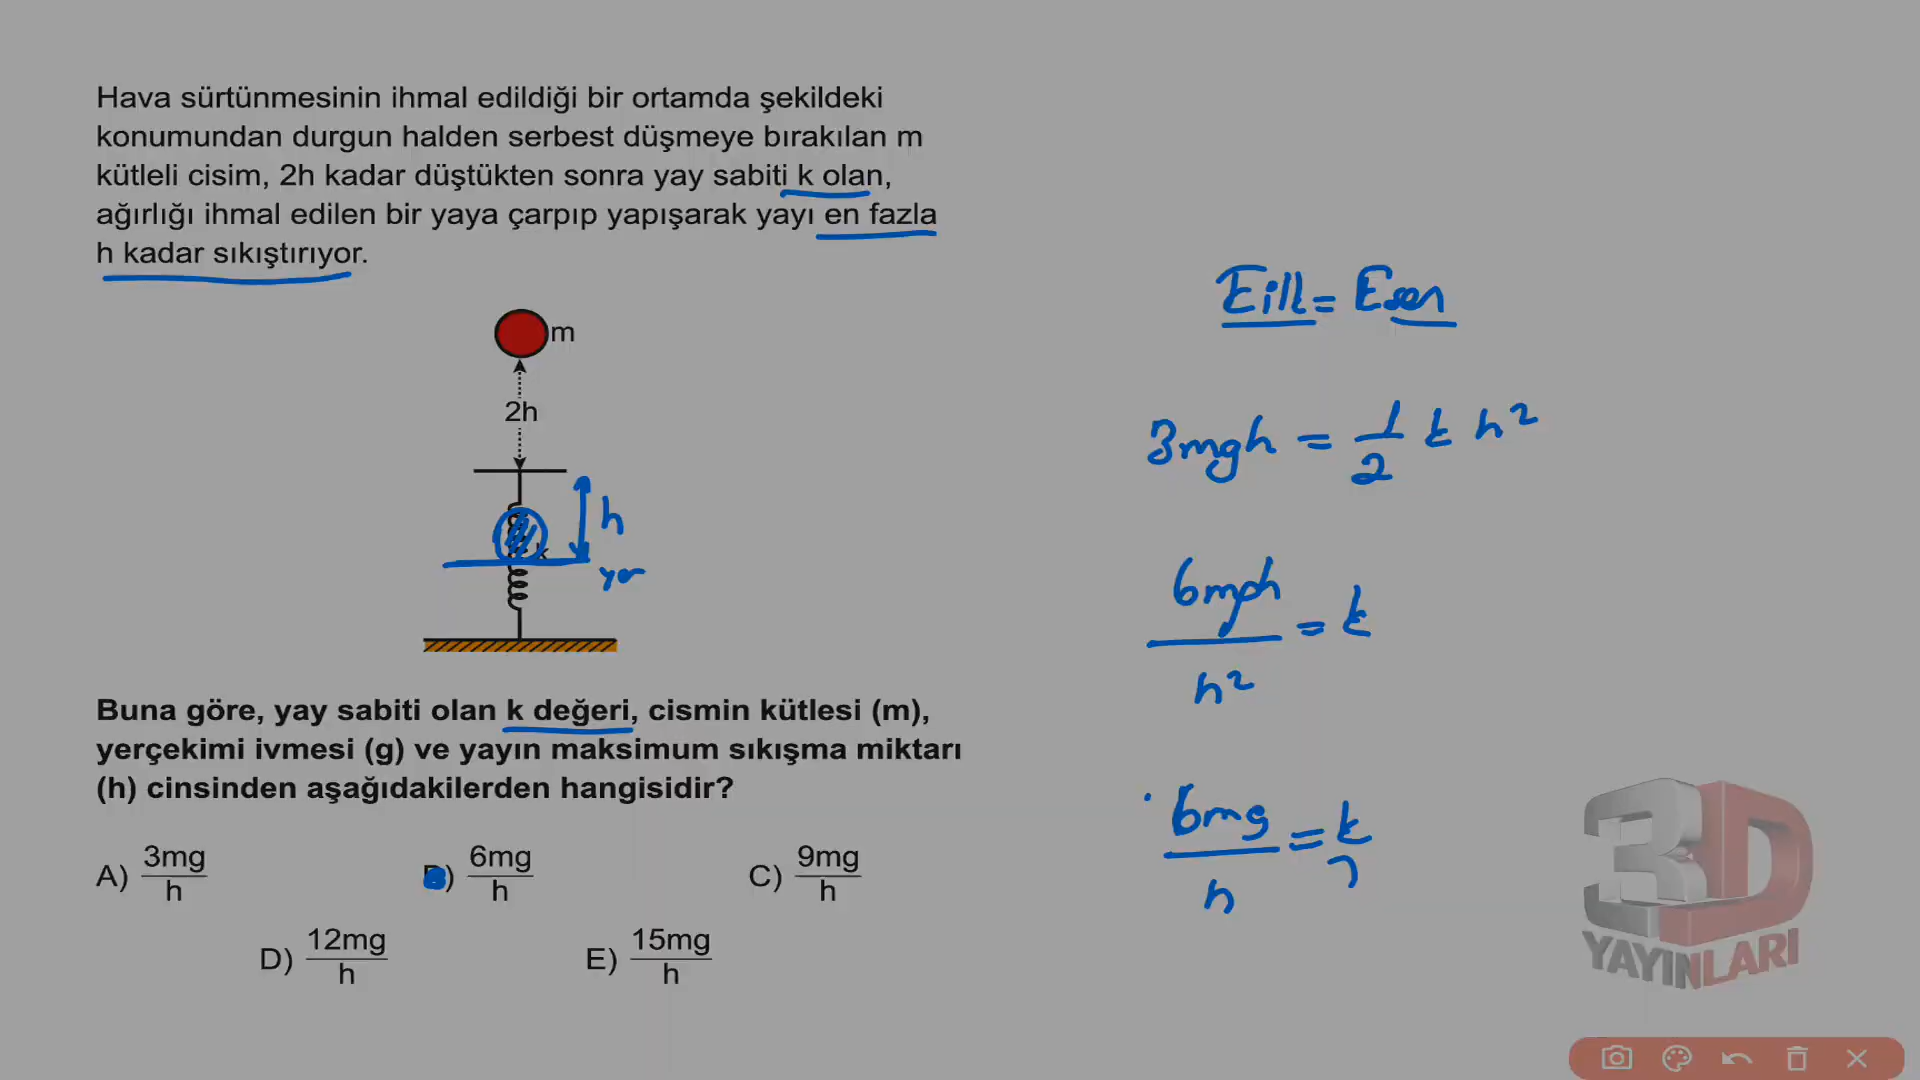 Hava sürtünmesinin ihmal edildiği bir ortamda şekildeki
konumundan durgun halden serbest düşmeye bırakılan m
kütleli cisim, 2h kadar düştükten sonra yay sabiti k olan,
ağırlığı ihmal edilen bir yaya çarpıp yapışarak yayı en fazla
h kadar sıkıştırıyor.
m
2h
h
k
yer
Buna göre, yay sabiti olan k değeri, cismin kütlesi (m),
yerçekimi ivmesi (g) ve yayın maksimum sıkışma miktarı
(h) cinsinden aşağıdakilerden hangisidir?
A) 3mg/h
B) 6mg/h
C) 9mg/h
D) 12mg/h
E) 15mg/h
Eilk = Eson
3mgh = 1/2 k h²
6mgh/h² = k
6mg/h = k
3D
YAYINLARI